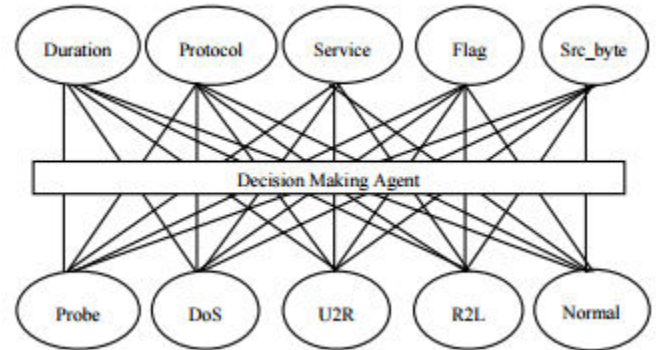 Duration Protocol Service Flag Src_byte
Decision Making Agent
Probe DoS U2R R2L Normal